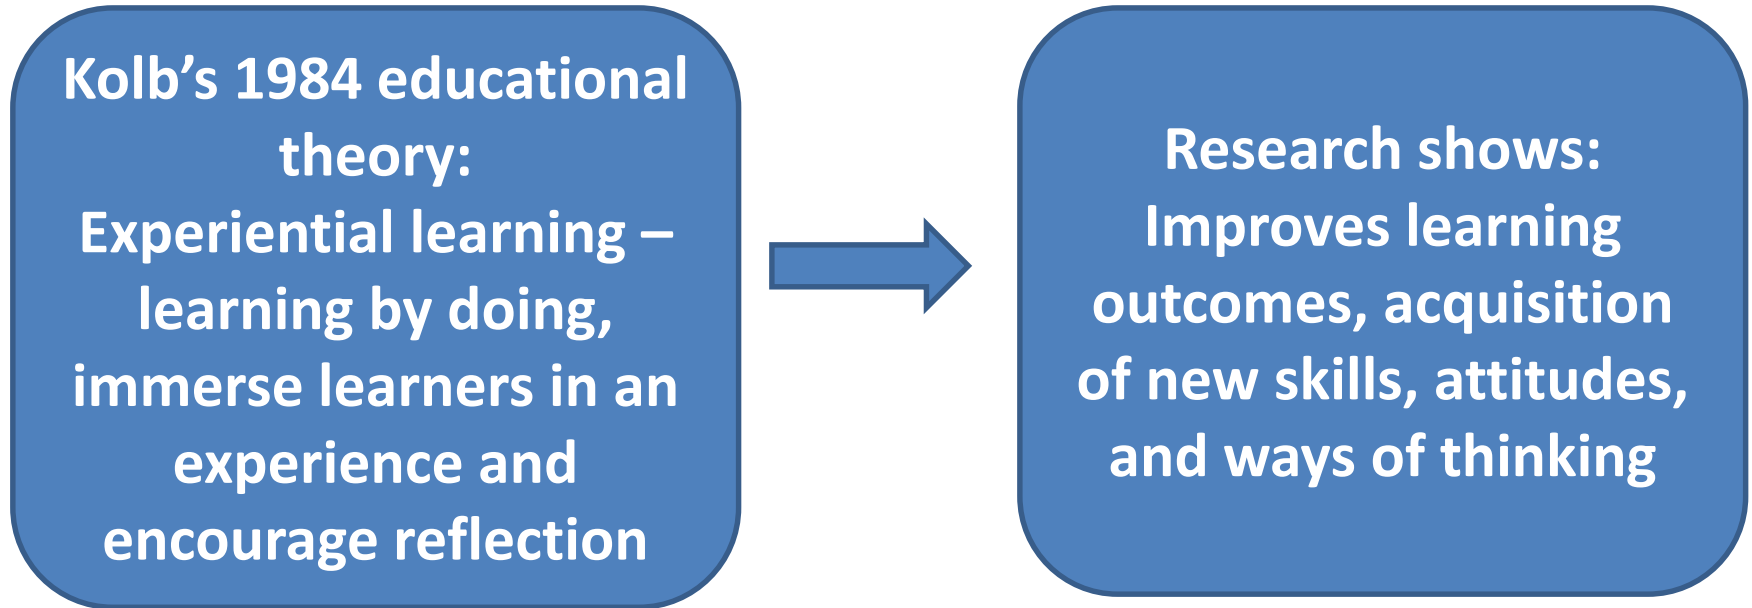 Kolb’s 1984 educational
theory:
Experiential learning –
learning by doing,
immerse learners in an
experience and
encourage reflection
Research shows:
Improves learning
outcomes, acquisition
of new skills, attitudes,
and ways of thinking